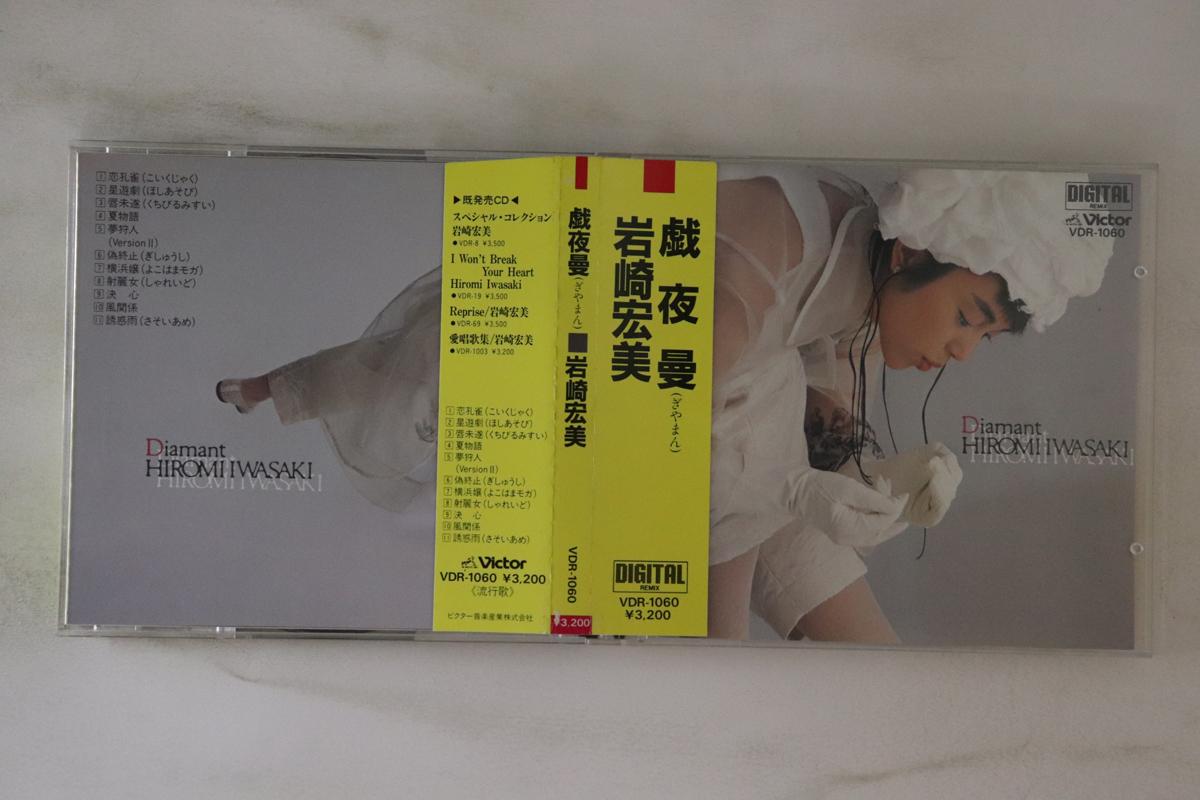 1 恋孔雀(こいくじゃく)
2 星遊劇(ほしあそび)
3 唇未遂(くちびるみすい)
4 夏物語
5 夢狩人
(Version II)
6 偽終止(ぎしゅうし)
7 横浜嬢(よこはまモガ)
8 射麗女(しゃれいど)
9 決 心
10 風関係
11 誘惑雨(さそいあめ)
Diamant
HIROMI IWASAKI
HIROMI IWASAKI
▶既発売CD◀
スペシャル・コレクション
岩崎宏美
●VDR-8 ¥3,500
I Won't Break
Your Heart
Hiromi Iwasaki
●VDR-19 ¥3,500
Reprise/岩崎宏美
●VDR-69 ¥3,500
愛唱歌集/岩崎宏美
●VDR-1003 ¥3,200
1 恋孔雀(こいくじゃく)
2 星遊劇(ほしあそび)
3 唇未遂(くちびるみすい)
4 夏物語
5 夢狩人
(Version II)
6 偽終止(ぎしゅうし)
7 横浜嬢(よこはまモガ)
8 射麗女(しゃれいど)
9 決 心
10 風関係
11 誘惑雨(さそいあめ)
Victor
VDR-1060 ¥3,200
《流行歌》
ビクター音楽産業株式会社
戯夜曼(ぎやまん)■岩崎宏美
VDR-1060
¥3,200
戯夜曼(ぎやまん)
岩崎宏美
DIGITAL
REMIX
VDR-1060
¥3,200
DIGITAL
REMIX
Victor
VDR-1060
Diamant
HIROMI IWASAKI
HIROMI IWASAKI